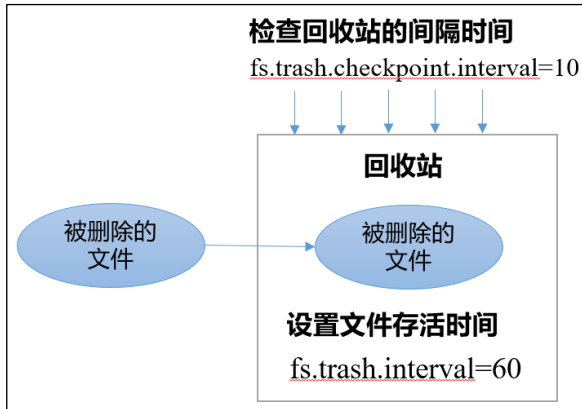 检查回收站的间隔时间
fs.trash.checkpoint.interval=10
回收站
被删除的
文件
被删除的
文件
设置文件存活时间
fs.trash.interval=60